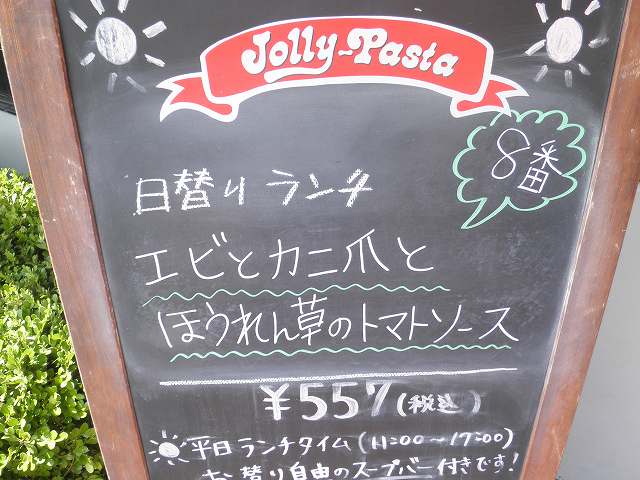 Jolly-Pasta
8番
日替りランチ
エビとカニ爪と
ほうれん草のトマトソース
¥557(税込)
平日ランチタイム(11:00～17:00)
お替り自由のスープバー付きです!